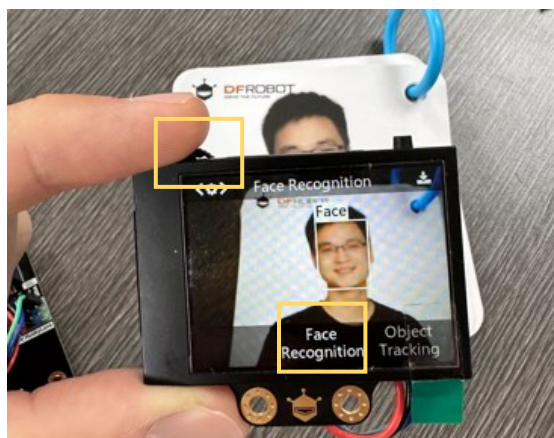 DFROBOT
DRIVE THE FUTURE
Face Recognition
Face
Face
Recognition
Object
Tracking